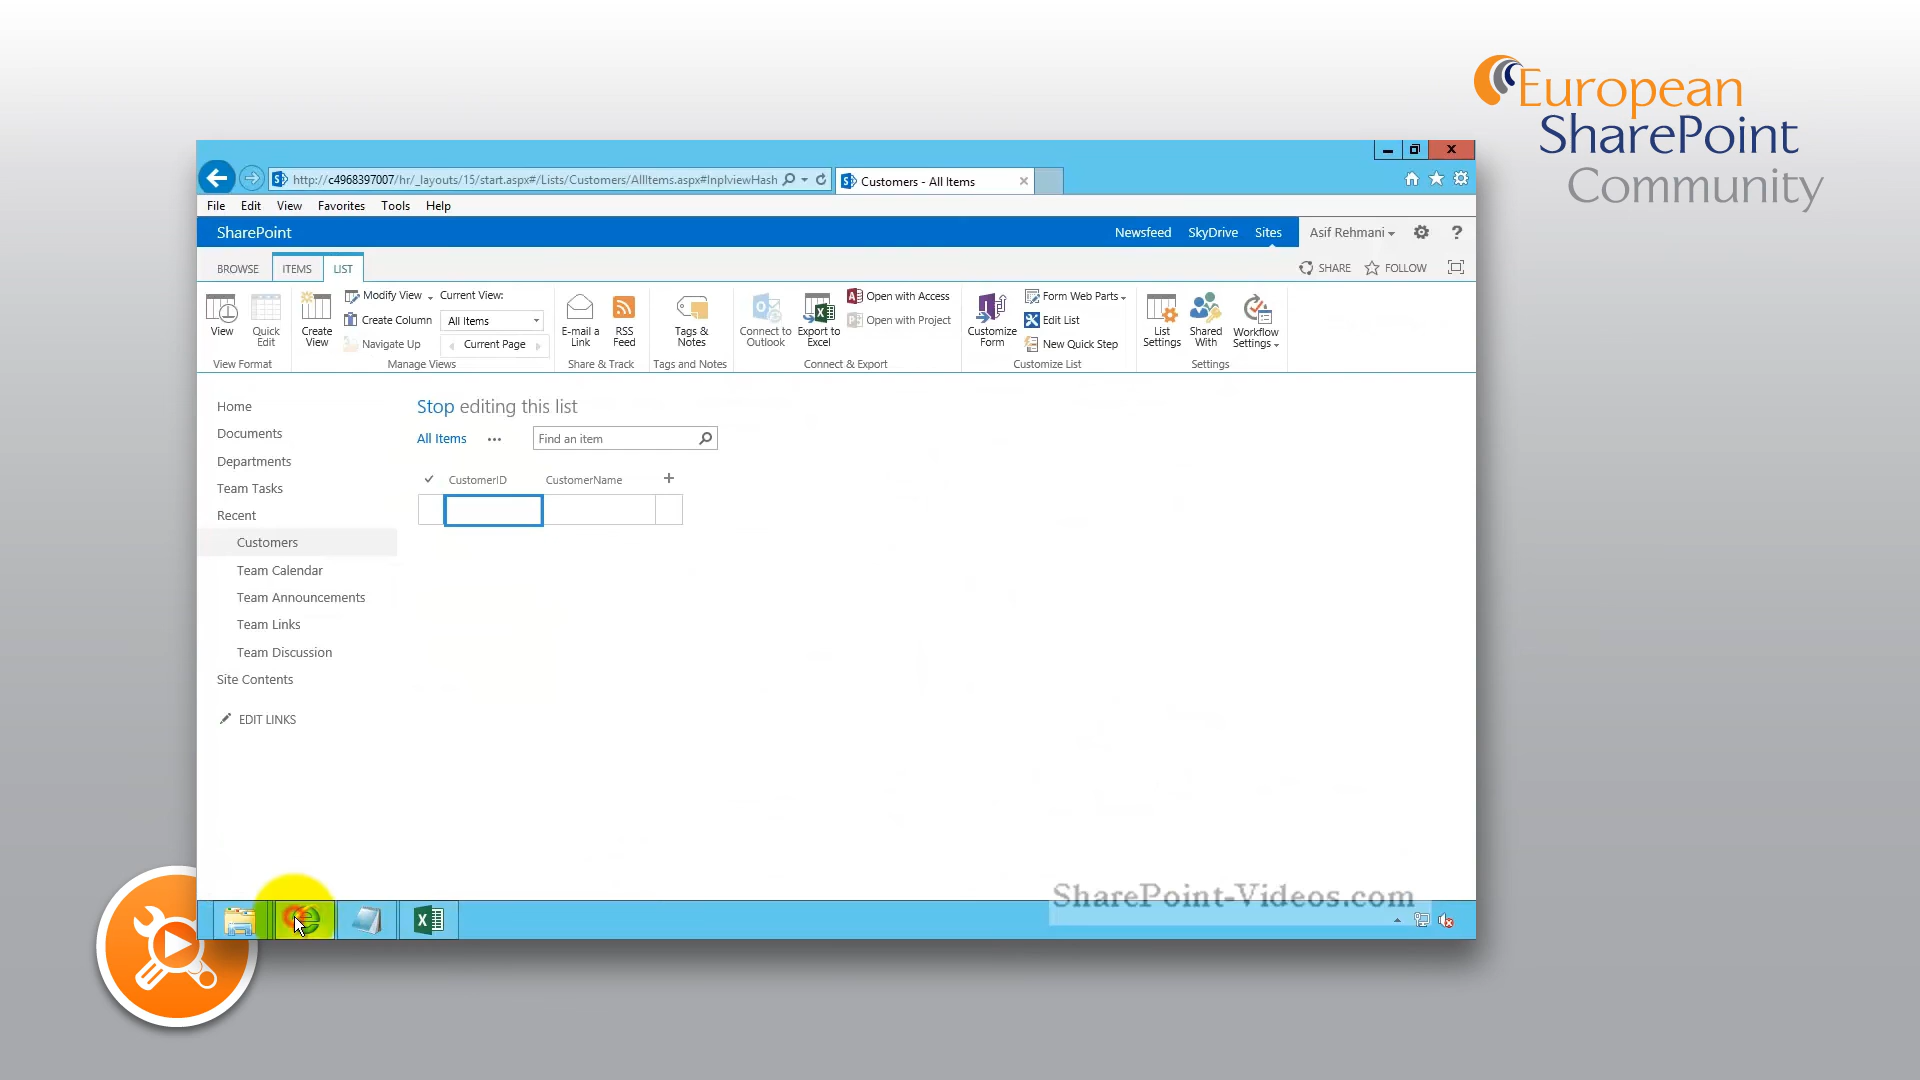 European
SharePoint
Community
http://c4968397007/hr/_layouts/15/start.aspx#/Lists/Customers/AllItems.aspx#InplviewHash
Customers - All Items
File Edit View Favorites Tools Help
SharePoint
Newsfeed SkyDrive Sites Asif Rehmani ?
BROWSE ITEMS LIST
SHARE FOLLOW
View
Quick Edit
View Format
Create View
Modify View
Create Column
Navigate Up
Current View:
All Items
Current Page
Manage Views
E-mail a Link
RSS Feed
Share & Track
Tags & Notes
Tags and Notes
Connect to Outlook
Export to Excel
Open with Access
Open with Project
Connect & Export
Customize Form
Form Web Parts
Edit List
New Quick Step
Customize List
List Settings
Shared With
Workflow Settings
Settings
Home
Documents
Departments
Team Tasks
Recent
Customers
Team Calendar
Team Announcements
Team Links
Team Discussion
Site Contents
EDIT LINKS
Stop editing this list
All Items ... Find an item
CustomerID CustomerName +
SharePoint-Videos.com